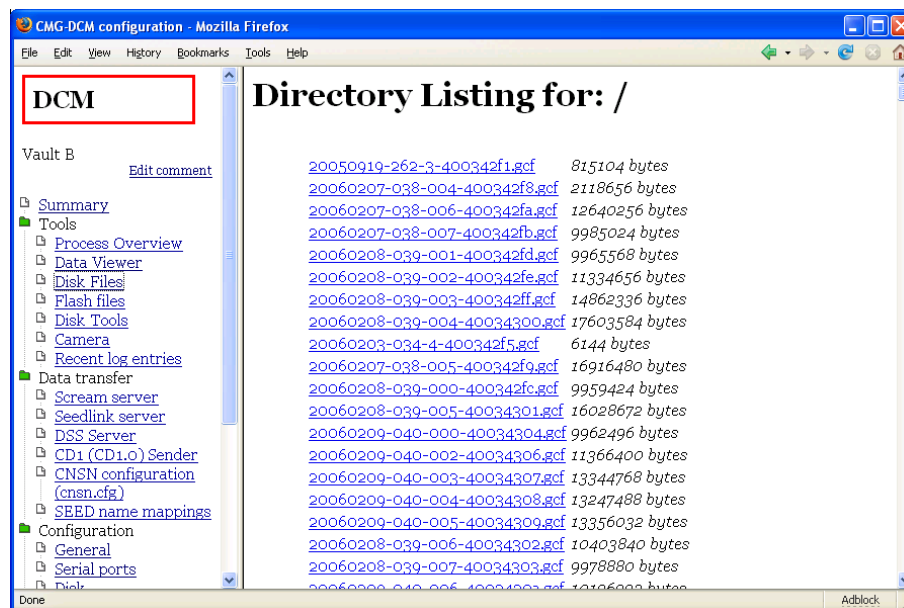 CMG-DCM configuration - Mozilla Firefox
File Edit View History Bookmarks Tools Help
DCM
Vault B
Edit comment
Summary
Tools
Process Overview
Data Viewer
Disk Files
Flash files
Disk Tools
Camera
Recent log entries
Data transfer
Scream server
Seedlink server
DSS Server
CD1 (CD1.0) Sender
CNSN configuration
(cnsn.cfg)
SEED name mappings
Configuration
General
Serial ports
Disk
Directory Listing for: /
20050919-262-3-400342f1.gcf 815104 bytes
20060207-038-004-400342f8.gcf 2118656 bytes
20060207-038-006-400342fa.gcf 12640256 bytes
20060207-038-007-400342fb.gcf 9985024 bytes
20060208-039-001-400342fd.gcf 9965568 bytes
20060208-039-002-400342fe.gcf 11334656 bytes
20060208-039-003-400342ff.gcf 14862336 bytes
20060208-039-004-40034300.gcf 17603584 bytes
20060203-034-4-400342f5.gcf 6144 bytes
20060207-038-005-400342f9.gcf 16916480 bytes
20060208-039-000-400342fc.gcf 9959424 bytes
20060208-039-005-40034301.gcf 16028672 bytes
20060209-040-000-40034304.gcf 9962496 bytes
20060209-040-002-40034306.gcf 11366400 bytes
20060209-040-003-40034307.gcf 13344768 bytes
20060209-040-004-40034308.gcf 13247488 bytes
20060209-040-005-40034309.gcf 13356032 bytes
20060208-039-006-40034302.gcf 10403840 bytes
20060208-039-007-40034303.gcf 9978880 bytes
Done
Adblock